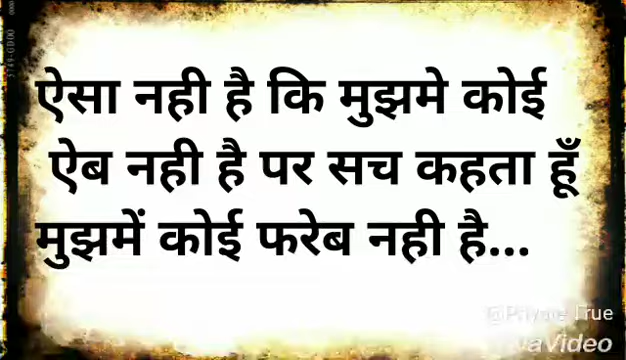 ऐसा नही है कि मुझमे कोई
ऐब नही है पर सच कहता हूँ
मुझमें कोई फरेब नही है...